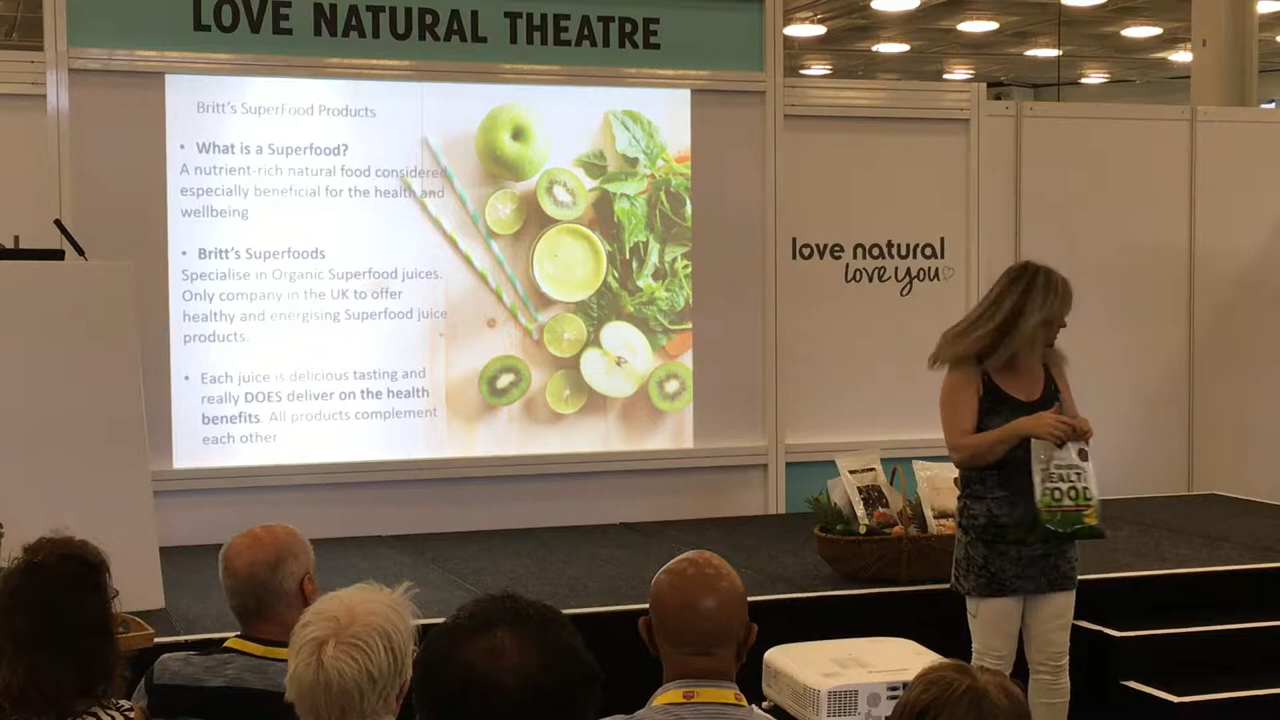 LOVE NATURAL THEATRE
Britt's SuperFood Products
• What is a Superfood?
A nutrient-rich natural food considered
especially beneficial for the health and
wellbeing
• Britt's Superfoods
Specialise in Organic Superfood juices.
Only company in the UK to offer
healthy and energising Superfood juice
products.
• Each juice is delicious tasting and
really DOES deliver on the health
benefits. All products complement
each other
love natural
love you
FOOD